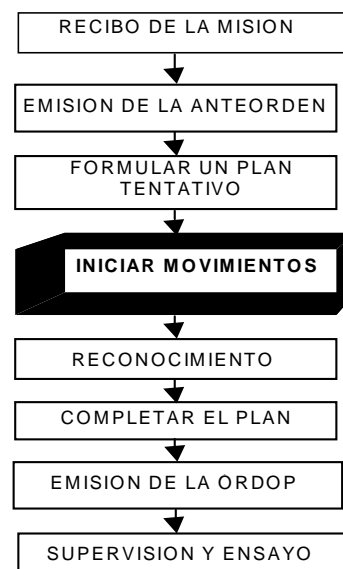 RECIBO DE LA MISION
EMISION DE LA ANTEORDEN
FORMULAR UN PLAN
TENTATIVO
INICIAR MOVIMIENTOS
RECONOCIMIENTO
COMPLETAR EL PLAN
EMISION DE LA ORDOP
SUPERVISION Y ENSAYO